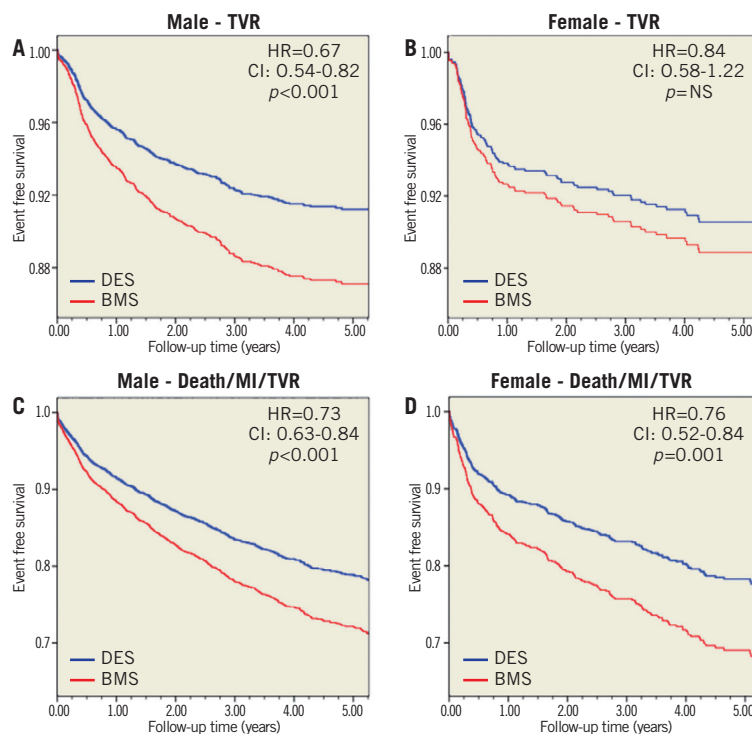 Male - TVR
A
HR=0.67
CI: 0.54-0.82
p<0.001
Event free survival
1.00
0.96
0.92
0.88
DES
BMS
0.00 1.00 2.00 3.00 4.00 5.00
Follow-up time (years)
Female - TVR
B
HR=0.84
CI: 0.58-1.22
p=NS
Event free survival
1.00
0.96
0.92
0.88
DES
BMS
0.00 1.00 2.00 3.00 4.00 5.00
Follow-up time (years)
Male - Death/MI/TVR
C
HR=0.73
CI: 0.63-0.84
p<0.001
Event free survival
1.0
0.9
0.8
0.7
DES
BMS
0.00 1.00 2.00 3.00 4.00 5.00
Follow-up time (years)
Female - Death/MI/TVR
D
HR=0.76
CI: 0.52-0.84
p=0.001
Event free survival
1.0
0.9
0.8
0.7
DES
BMS
0.00 1.00 2.00 3.00 4.00 5.00
Follow-up time (years)